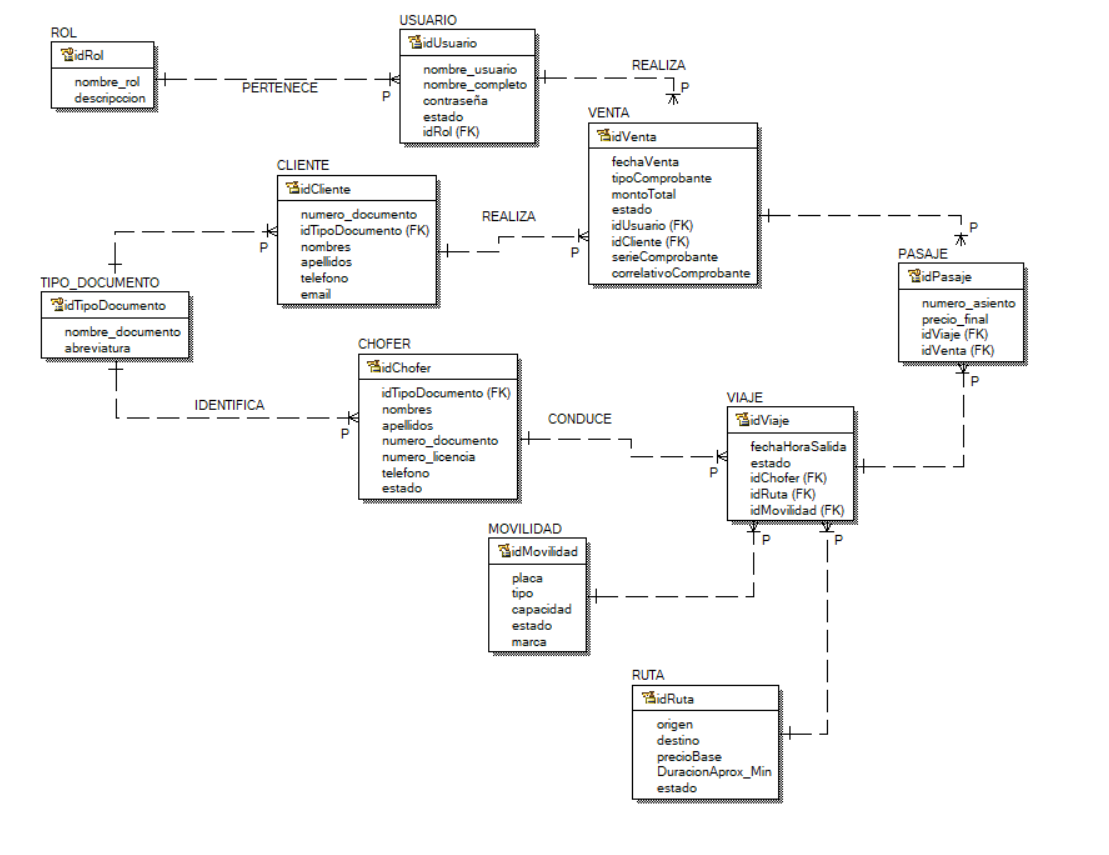 ROL
idRol
nombre_rol
descripccion
PERTENECE
P
USUARIO
idUsuario
nombre_usuario
nombre_completo
contraseña
estado
idRol (FK)
REALIZA
P
VENTA
idVenta
fechaVenta
tipoComprobante
montoTotal
estado
idUsuario (FK)
idCliente (FK)
serieComprobante
correlativoComprobante
CLIENTE
idCliente
numero_documento
idTipoDocumento (FK)
nombres
apellidos
telefono
email
REALIZA
P
P
P
PASAJE
idPasaje
numero_asiento
precio_final
idViaje (FK)
idVenta (FK)
P
TIPO_DOCUMENTO
idTipoDocumento
nombre_documento
abreviatura
IDENTIFICA
P
CHOFER
idChofer
idTipoDocumento (FK)
nombres
apellidos
numero_documento
numero_licencia
telefono
estado
CONDUCE
P
VIAJE
idViaje
fechaHoraSalida
estado
idChofer (FK)
idRuta (FK)
idMovilidad (FK)
P
P
MOVILIDAD
idMovilidad
placa
tipo
capacidad
estado
marca
RUTA
idRuta
origen
destino
precioBase
DuracionAprox_Min
estado